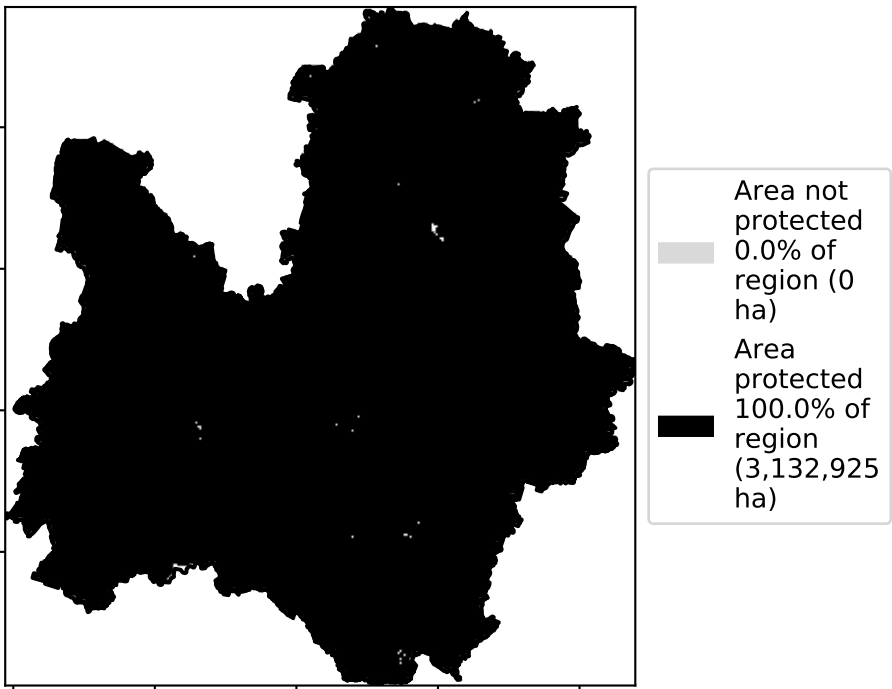 Area not
protected
0.0% of
region (0
ha)
Area
protected
100.0% of
region
(3,132,925
ha)